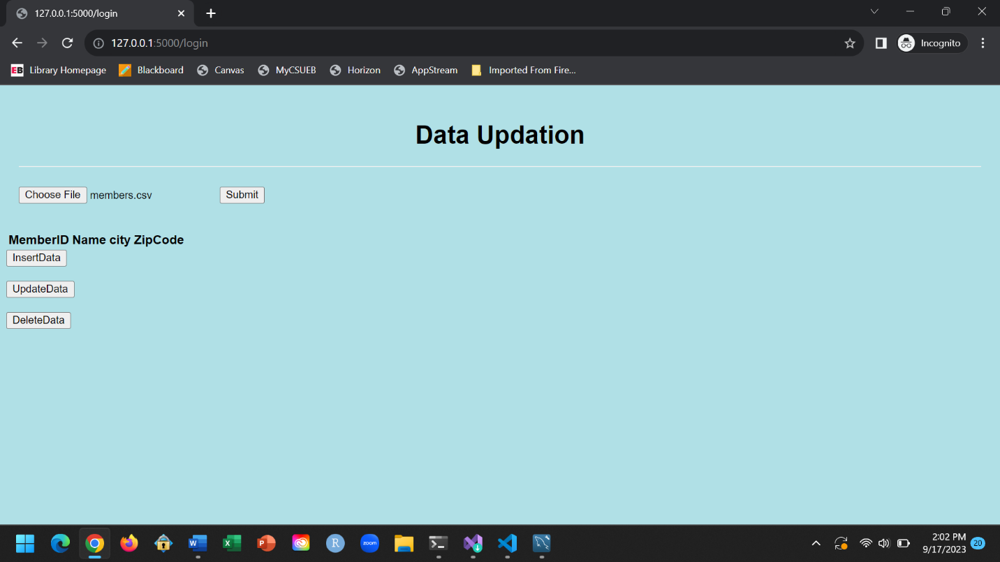 127.0.0.1:5000/login
127.0.0.1:5000/login
Incognito
EB Library Homepage Blackboard Canvas MyCSUEB Horizon AppStream Imported From Fire...
Data Updation
Choose File members.csv Submit
MemberID Name city ZipCode
InsertData
UpdateData
DeleteData
W X P R zoom
2:02 PM
9/17/2023 20